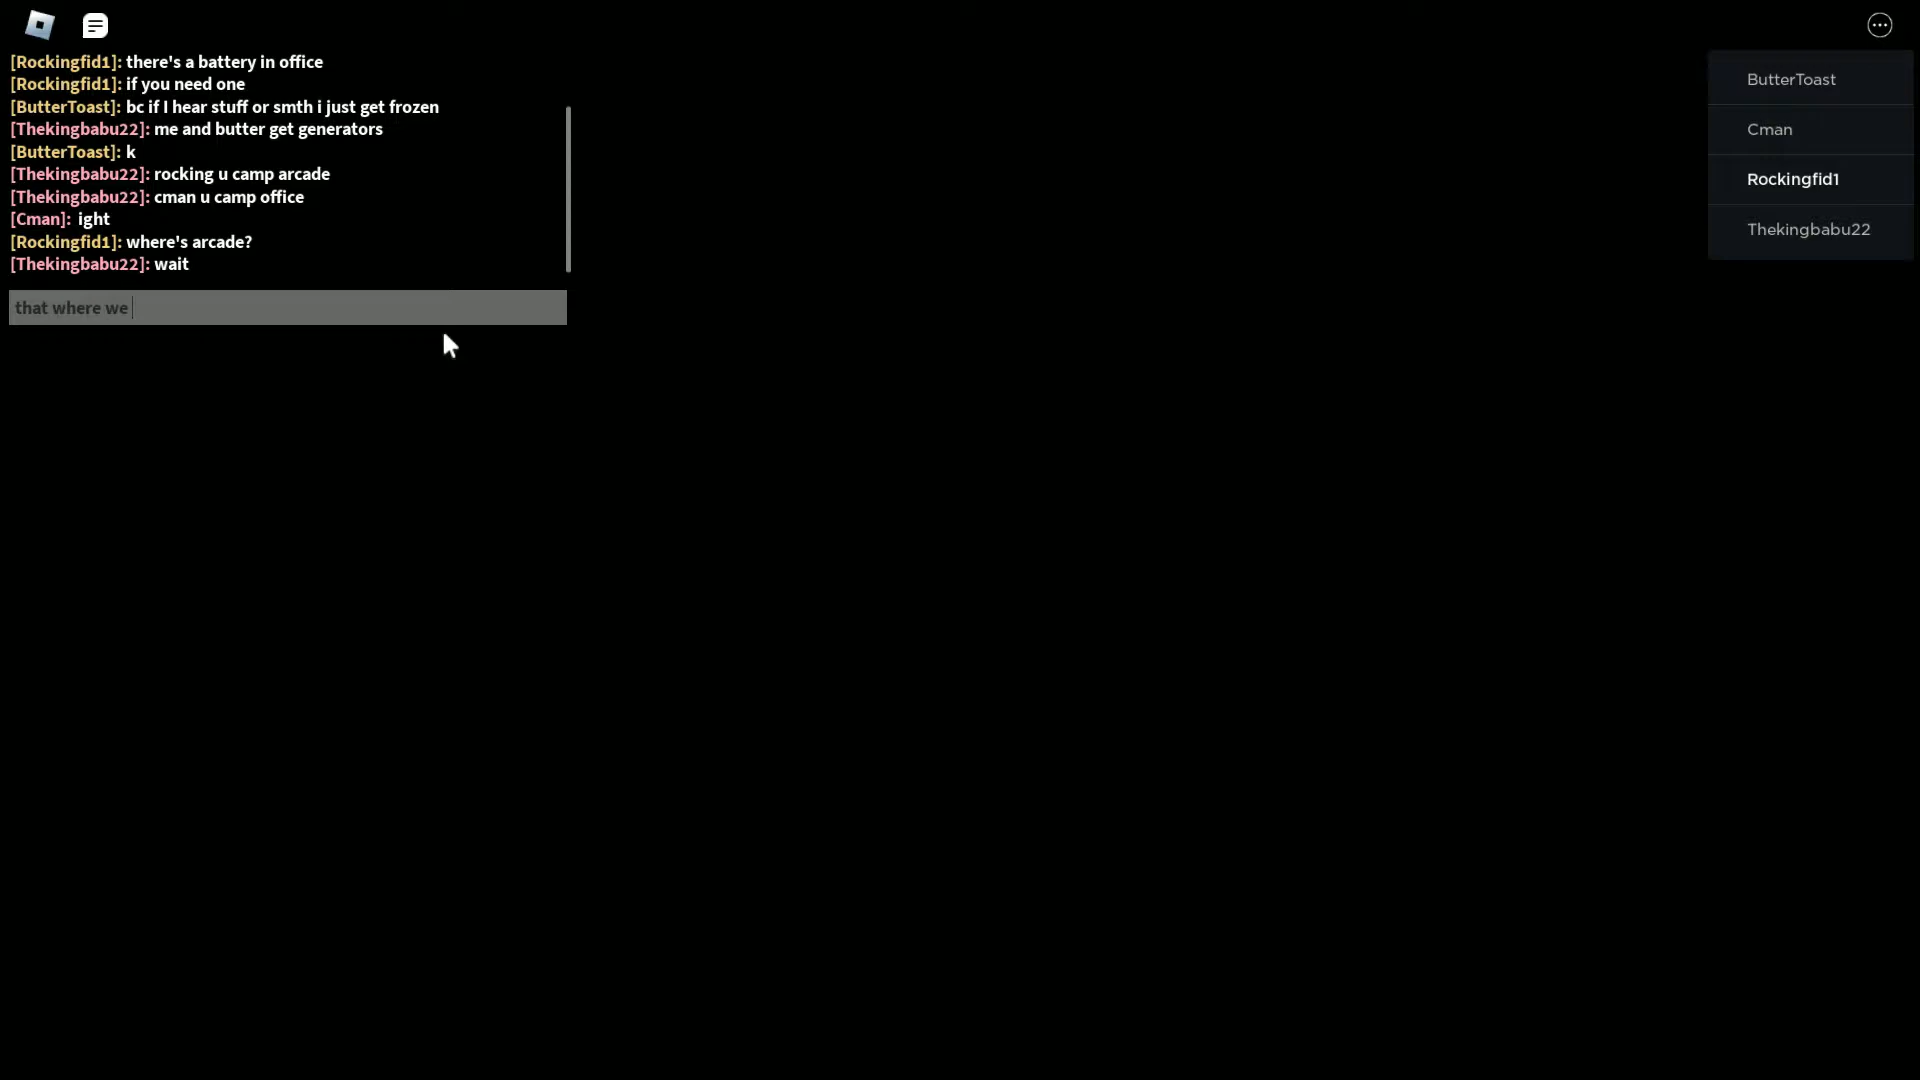 [Rockingfid1]: there's a battery in office
[Rockingfid1]: if you need one
[ButterToast]: bc if I hear stuff or smth i just get frozen
[Thekingbabu22]: me and butter get generators
[ButterToast]: k
[Thekingbabu22]: rocking u camp arcade
[Thekingbabu22]: cman u camp office
[Cman]: ight
[Rockingfid1]: where's arcade?
[Thekingbabu22]: wait
that where we
ButterToast
Cman
Rockingfid1
Thekingbabu22